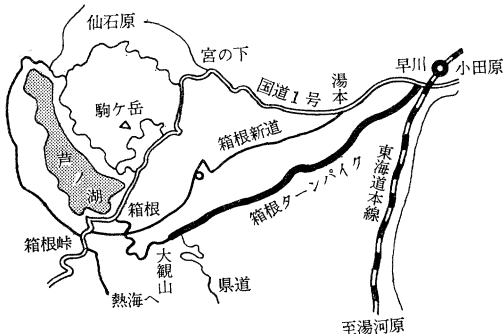 仙石原
宮の下
早川
小田原
湯本
国道1号
駒ケ岳
箱根新道
芦ノ湖
箱根
箱根ターンパイク
東海道本線
箱根峠
大観山
県道
熱海へ
至湯河原